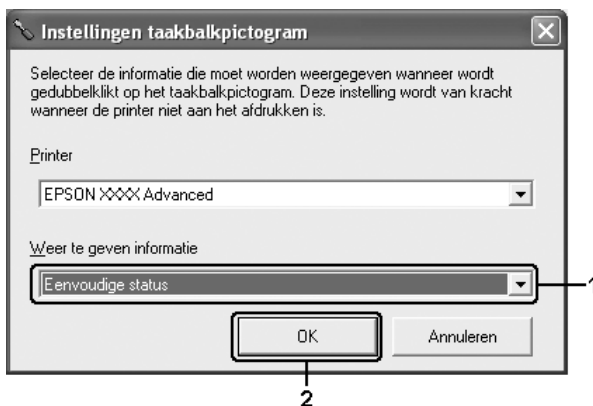 Instellingen taakbalkpictogram
Selecteer de informatie die moet worden weergegeven wanneer wordt
gedubbelklikt op het taakbalkpictogram. Deze instelling wordt van kracht
wanneer de printer niet aan het afdrukken is.
Printer
EPSON XXXX Advanced
Weer te geven informatie
Eenvoudige status
1
OK
Annuleren
2